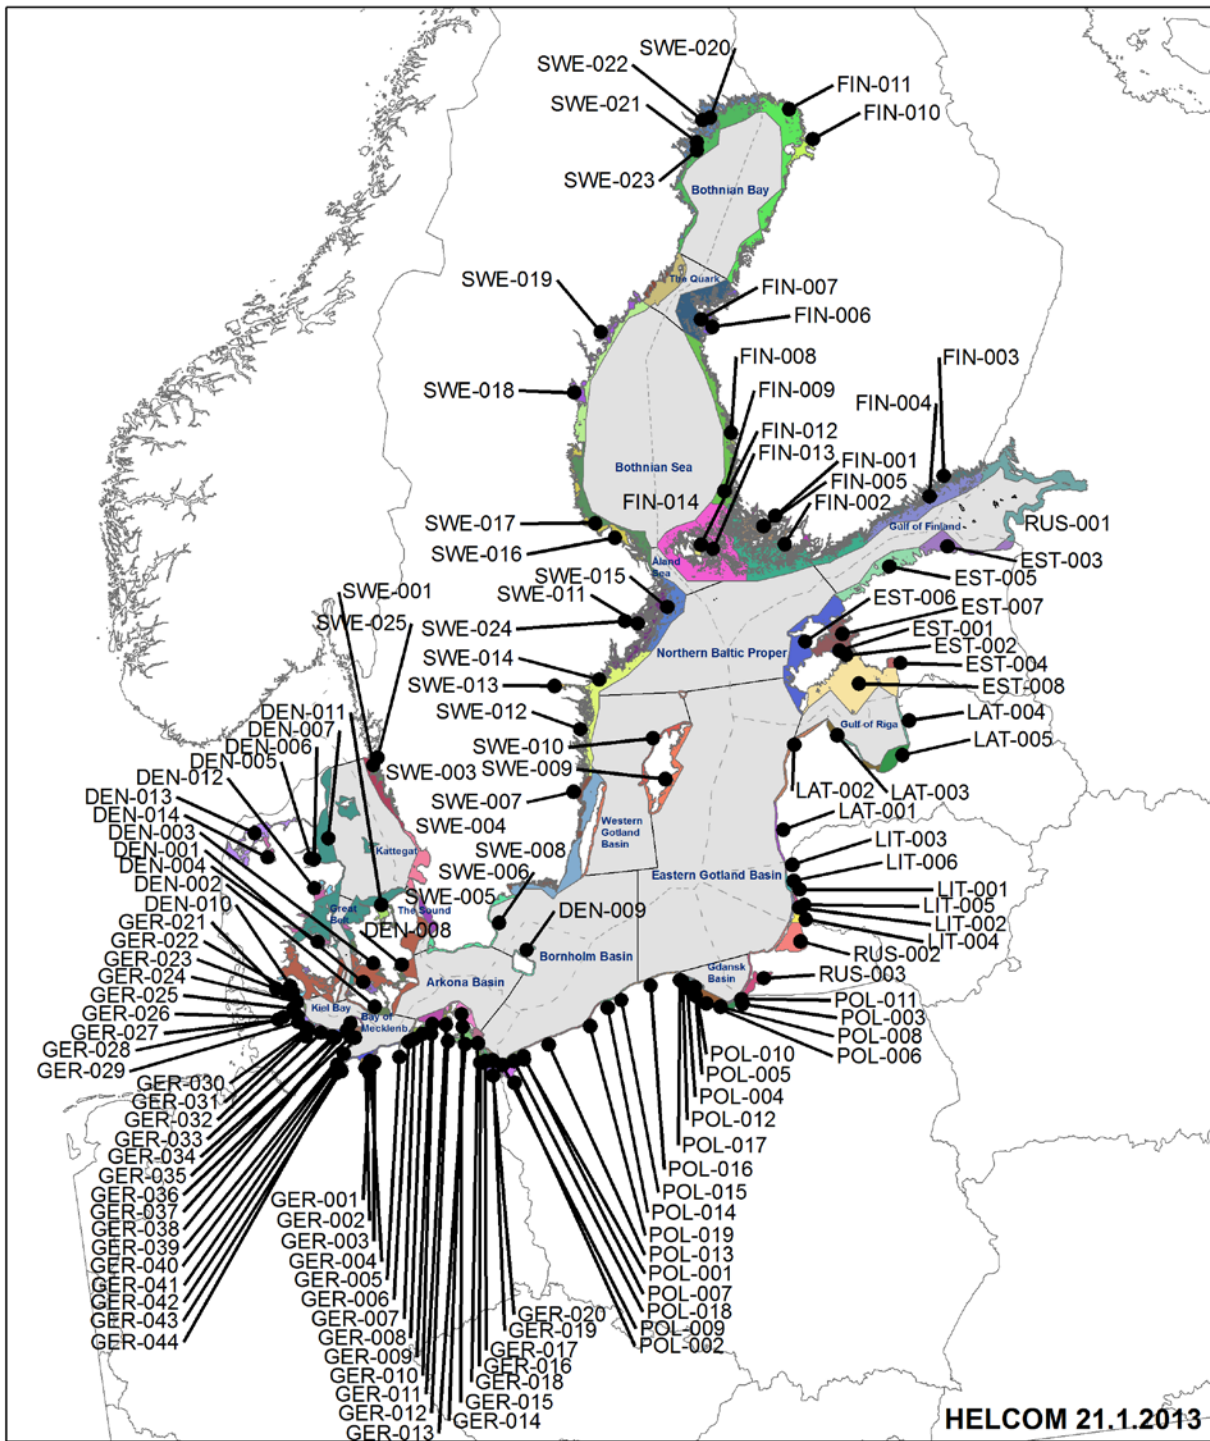 SWE-020
SWE-022
FIN-011
SWE-021
FIN-010
SWE-023
Bothnian Bay
SWE-019
The Quark
FIN-007
FIN-006
FIN-008
FIN-003
SWE-018
FIN-009
FIN-004
FIN-012
FIN-013
Bothnian Sea
FIN-001
FIN-005
FIN-014
FIN-002
SWE-017
Gulf of Finland
RUS-001
SWE-016
Åland
Sea
EST-003
SWE-015
EST-005
SWE-001
SWE-011
EST-006
SWE-025
EST-007
SWE-024
EST-001
EST-002
Northern Baltic Proper
SWE-014
EST-004
SWE-013
EST-008
DEN-011
SWE-012
LAT-004
DEN-007
Gulf of Riga
DEN-006
SWE-010
LAT-005
DEN-005
SWE-003
SWE-009
DEN-012
LAT-002
LAT-003
DEN-013
SWE-007
LAT-001
DEN-014
SWE-004
Western
Gotland
Basin
DEN-003
LIT-003
DEN-001
Kattegat
SWE-008
LIT-006
DEN-004
SWE-006
Eastern Gotland Basin
DEN-002
SWE-005
LIT-001
DEN-010
Great
Belt
The Sound
DEN-009
LIT-005
GER-021
DEN-008
LIT-002
GER-022
LIT-004
GER-023
Bornholm Basin
RUS-002
GER-024
Arkona Basin
Gdansk
Basin
RUS-003
GER-025
Kiel Bay
POL-011
GER-026
Bay of
Mecklenb.
POL-003
GER-027
POL-008
GER-028
POL-010
POL-006
GER-029
POL-005
GER-030
POL-004
GER-031
POL-012
GER-032
POL-017
GER-033
POL-016
GER-034
POL-015
GER-035
POL-014
GER-036
GER-001
POL-019
GER-037
GER-002
POL-013
GER-038
GER-003
POL-001
GER-039
GER-004
POL-007
GER-040
GER-005
POL-018
GER-041
GER-006
GER-020
POL-009
GER-042
GER-007
GER-019
POL-002
GER-043
GER-008
GER-017
GER-044
GER-009
GER-016
GER-010
GER-018
GER-011
GER-015
GER-012
GER-014
GER-013
HELCOM 21.1.2013